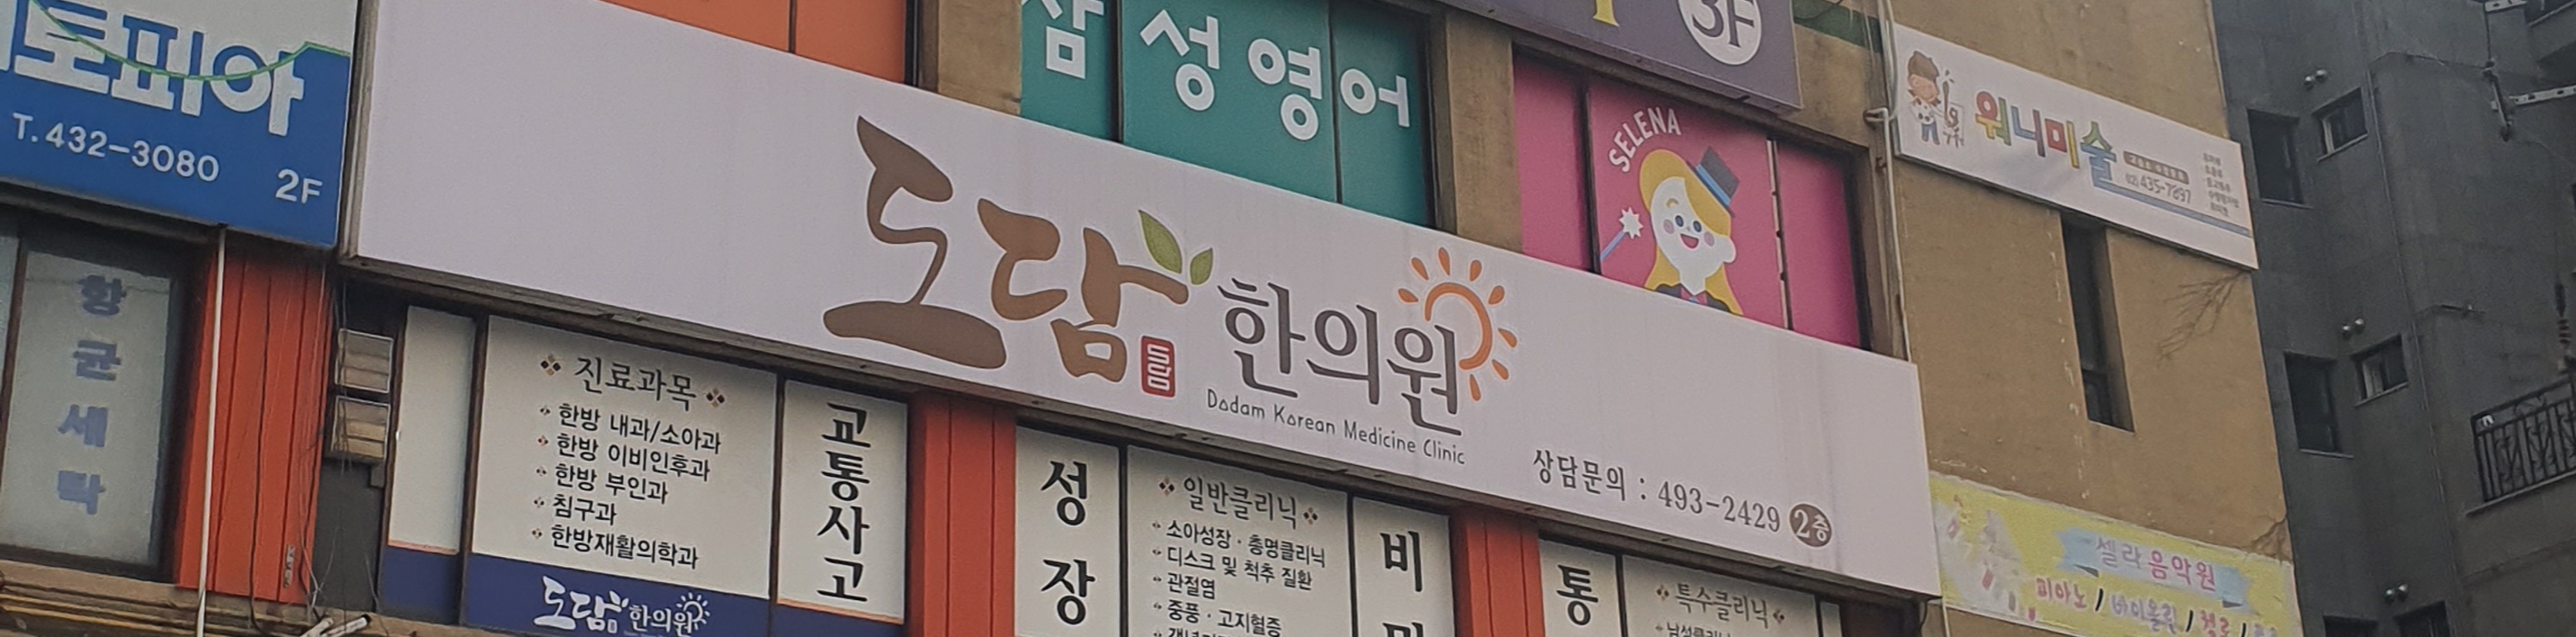 토피아
T.432-3080
2F
항균세탁
삼성영어
3F
SELENA
워니미술
435-7897
도담 한의원
도담
Dodam Korean Medicine Clinic
상담문의 : 493-2429 2층
진료과목
한방 내과/소아과
한방 이비인후과
한방 부인과
침구과
한방재활의학과
도담 한의원
교통사고
성장
일반클리닉
소아성장 · 총명클리닉
디스크 및 척추 질환
관절염
중풍 · 고지혈증
비
통
특수클리닉
셀라음악원
피아노 / 바이올린 / 첼로 /